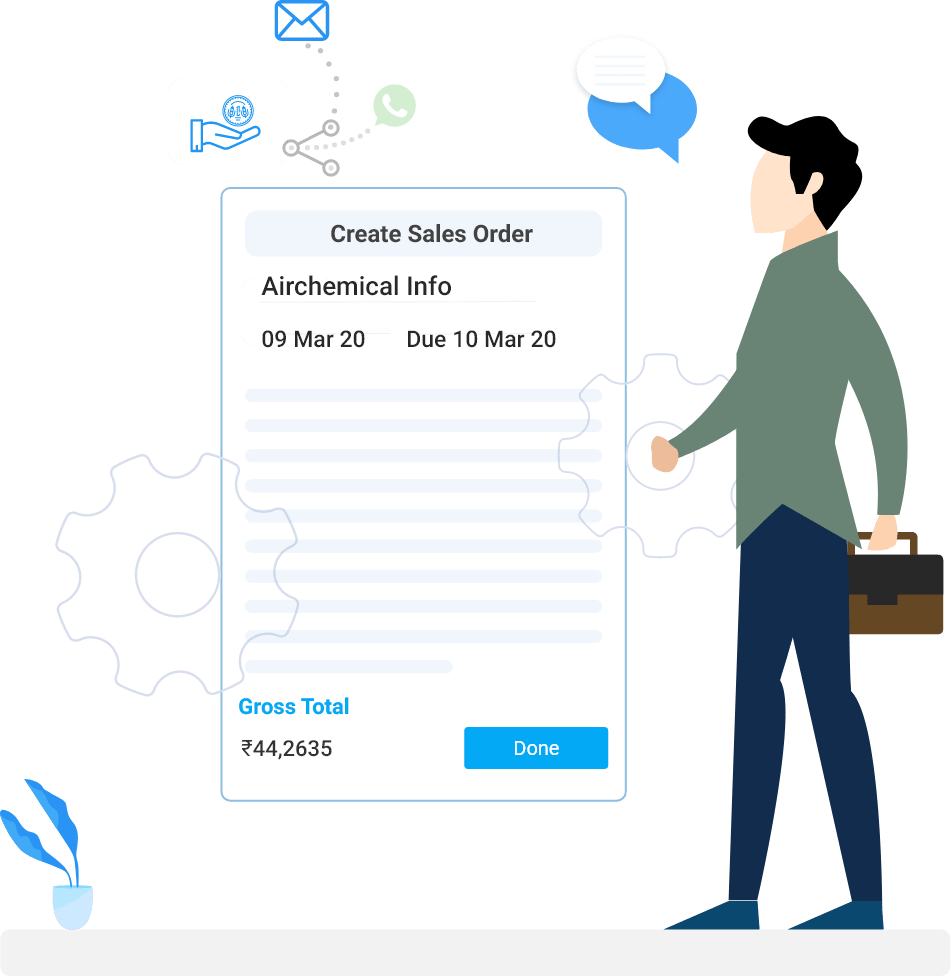 Create Sales Order
Airchemical Info
09 Mar 20 Due 10 Mar 20
Gross Total
₹44,2635
Done